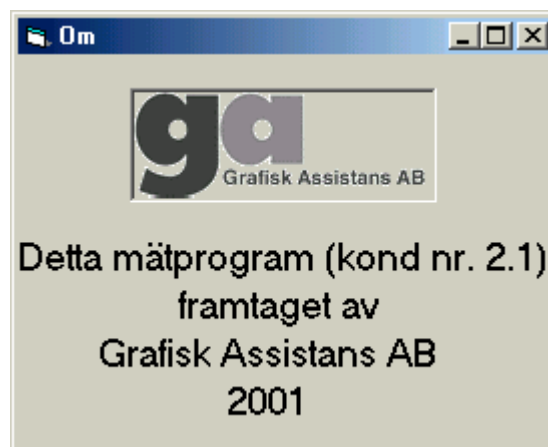 Om
ga
Grafisk Assistans AB
Detta mätprogram (kond nr. 2.1)
framtaget av
Grafisk Assistans AB
2001